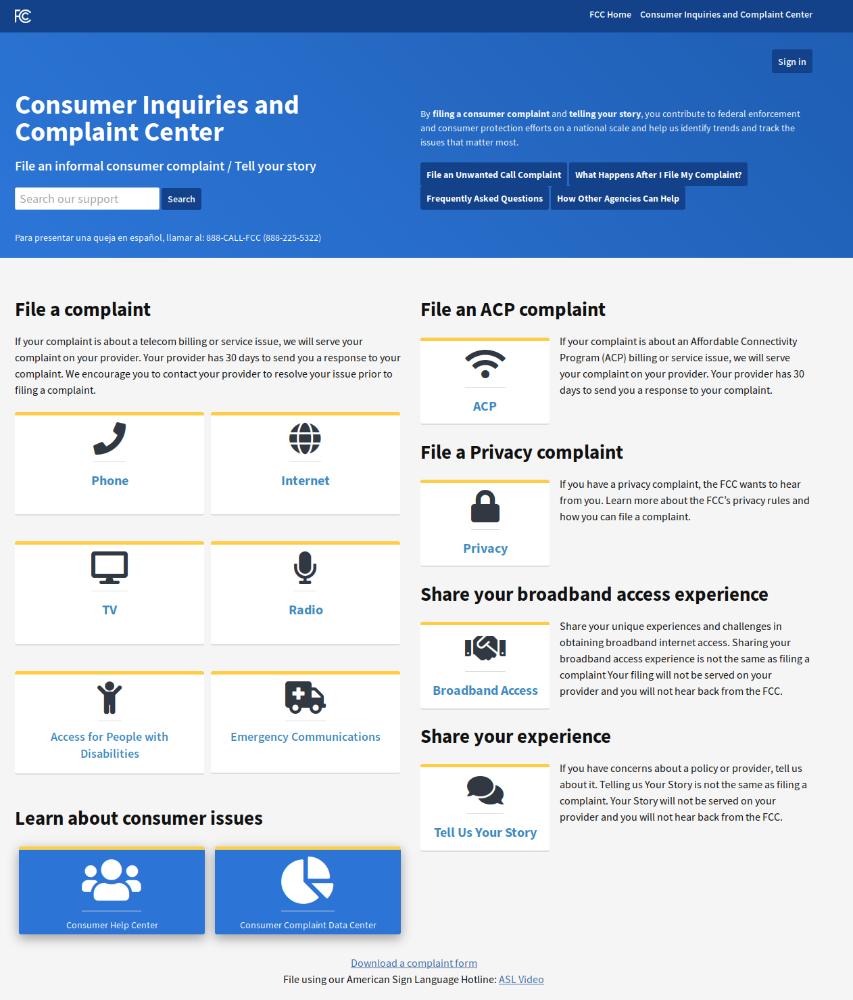 FCC
FCC Home
Consumer Inquiries and Complaint Center
Sign in
Consumer Inquiries and
Complaint Center
File an informal consumer complaint / Tell your story
Search our support
Search
Para presentar una queja en español, llamar al: 888-CALL-FCC (888-225-5322)
By filing a consumer complaint and telling your story, you contribute to federal enforcement
and consumer protection efforts on a national scale and help us identify trends and track the
issues that matter most.
File an Unwanted Call Complaint
What Happens After I File My Complaint?
Frequently Asked Questions
How Other Agencies Can Help
File a complaint
If your complaint is about a telecom billing or service issue, we will serve your
complaint on your provider. Your provider has 30 days to send you a response to your
complaint. We encourage you to contact your provider to resolve your issue prior to
filing a complaint.
Phone
Internet
TV
Radio
Access for People with
Disabilities
Emergency Communications
Learn about consumer issues
Consumer Help Center
Consumer Complaint Data Center
File an ACP complaint
ACP
If your complaint is about an Affordable Connectivity
Program (ACP) billing or service issue, we will serve
your complaint on your provider. Your provider has 30
days to send you a response to your complaint.
File a Privacy complaint
Privacy
If you have a privacy complaint, the FCC wants to hear
from you. Learn more about the FCC’s privacy rules and
how you can file a complaint.
Share your broadband access experience
Broadband Access
Share your unique experiences and challenges in
obtaining broadband internet access. Sharing your
broadband access experience is not the same as filing a
complaint Your filing will not be served on your
provider and you will not hear back from the FCC.
Share your experience
Tell Us Your Story
If you have concerns about a policy or provider, tell us
about it. Telling us Your Story is not the same as filing a
complaint. Your Story will not be served on your
provider and you will not hear back from the FCC.
Download a complaint form
File using our American Sign Language Hotline: ASL Video